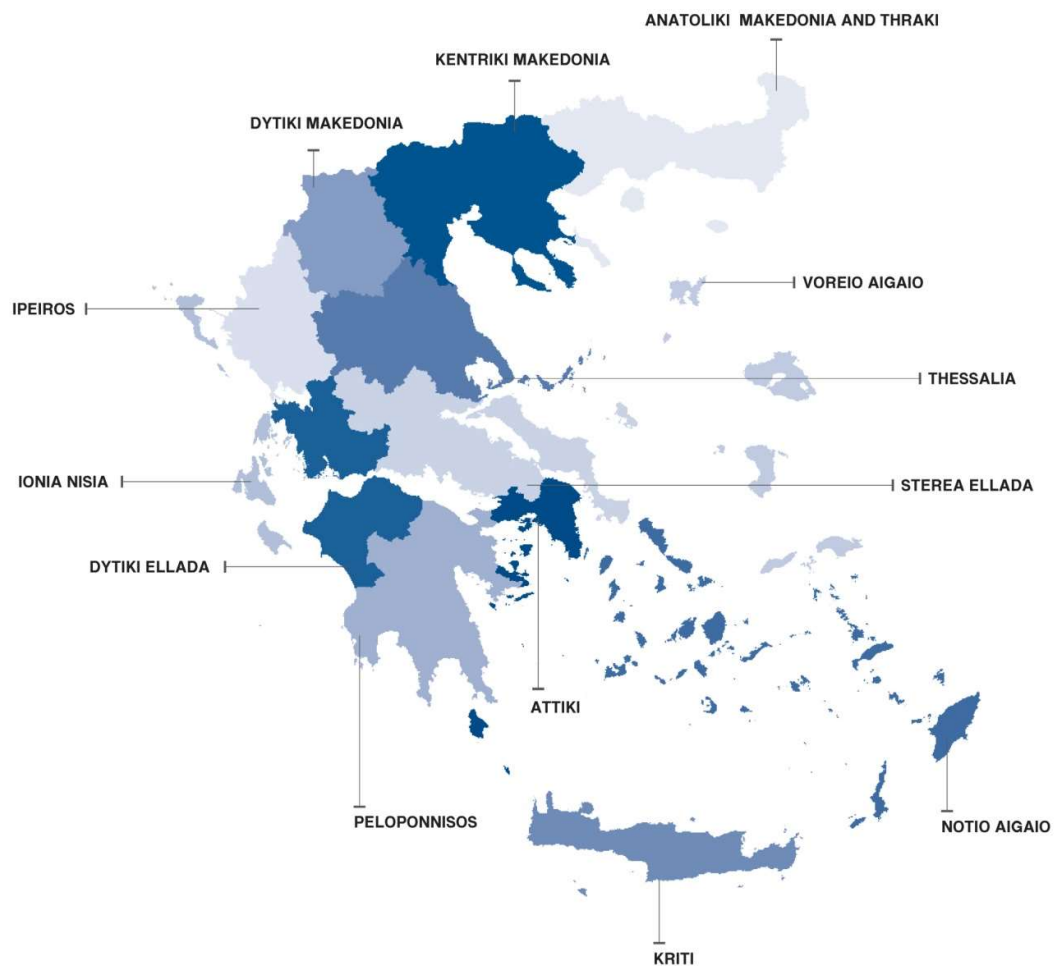 ANATOLIKI MAKEDONIA AND THRAKI
KENTRIKI MAKEDONIA
DYTIKI MAKEDONIA
VOREIO AIGAIO
IPEIROS
THESSALIA
IONIA NISIA
STEREA ELLADA
DYTIKI ELLADA
ATTIKI
PELOPONNISOS
NOTIO AIGAIO
KRITI